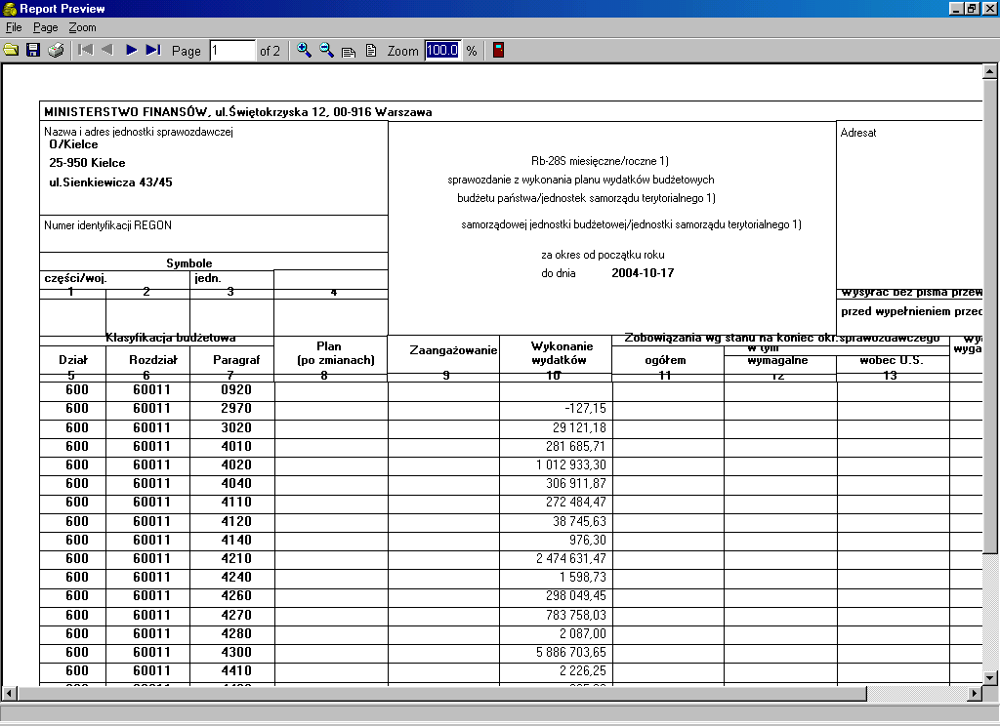 Report Preview
File Page Zoom
Page 1 of 2 Zoom 100.0 %
MINISTERSTWO FINANSÓW, ul.Świętokrzyska 12, 00-916 Warszawa
Nazwa i adres jednostki sprawozdawczej
O/Kielce
25-950 Kielce
ul.Sienkiewicza 43/45
Numer identyfikacji REGON
Symbole
części/woj. jedn.
1 2 3 4
Rb-28S miesięczne/roczne 1)
sprawozdanie z wykonania planu wydatków budżetowych
budżetu państwa/jednostek samorządu terytorialnego 1)
samorządowej jednostki budżetowej/jednostki samorządu terytorialnego 1)
za okres od początku roku
do dnia 2004-10-17
Adresat
Wysyłać bez pisma przew
przed wypełnieniem przec
Klasyfikacja budżetowa
Plan
(po zmianach)
Zaangażowanie
Wykonanie
wydatków
Zobowiązania wg stanu na koniec okr.sprawozdawczego
w tym
Dział Rozdział Paragraf ogółem wymagalne wobec U.S.
Wy
wyga
5 6 7 8 9 10 11 12 13
600 60011 0920
600 60011 2970 -127,15
600 60011 3020 29 121,18
600 60011 4010 281 685,71
600 60011 4020 1 012 933,30
600 60011 4040 306 911,87
600 60011 4110 272 484,47
600 60011 4120 38 745,63
600 60011 4140 976,30
600 60011 4210 2 474 631,47
600 60011 4240 1 598,73
600 60011 4260 298 049,45
600 60011 4270 783 758,03
600 60011 4280 2 087,00
600 60011 4300 5 886 703,65
600 60011 4410 2 226,25